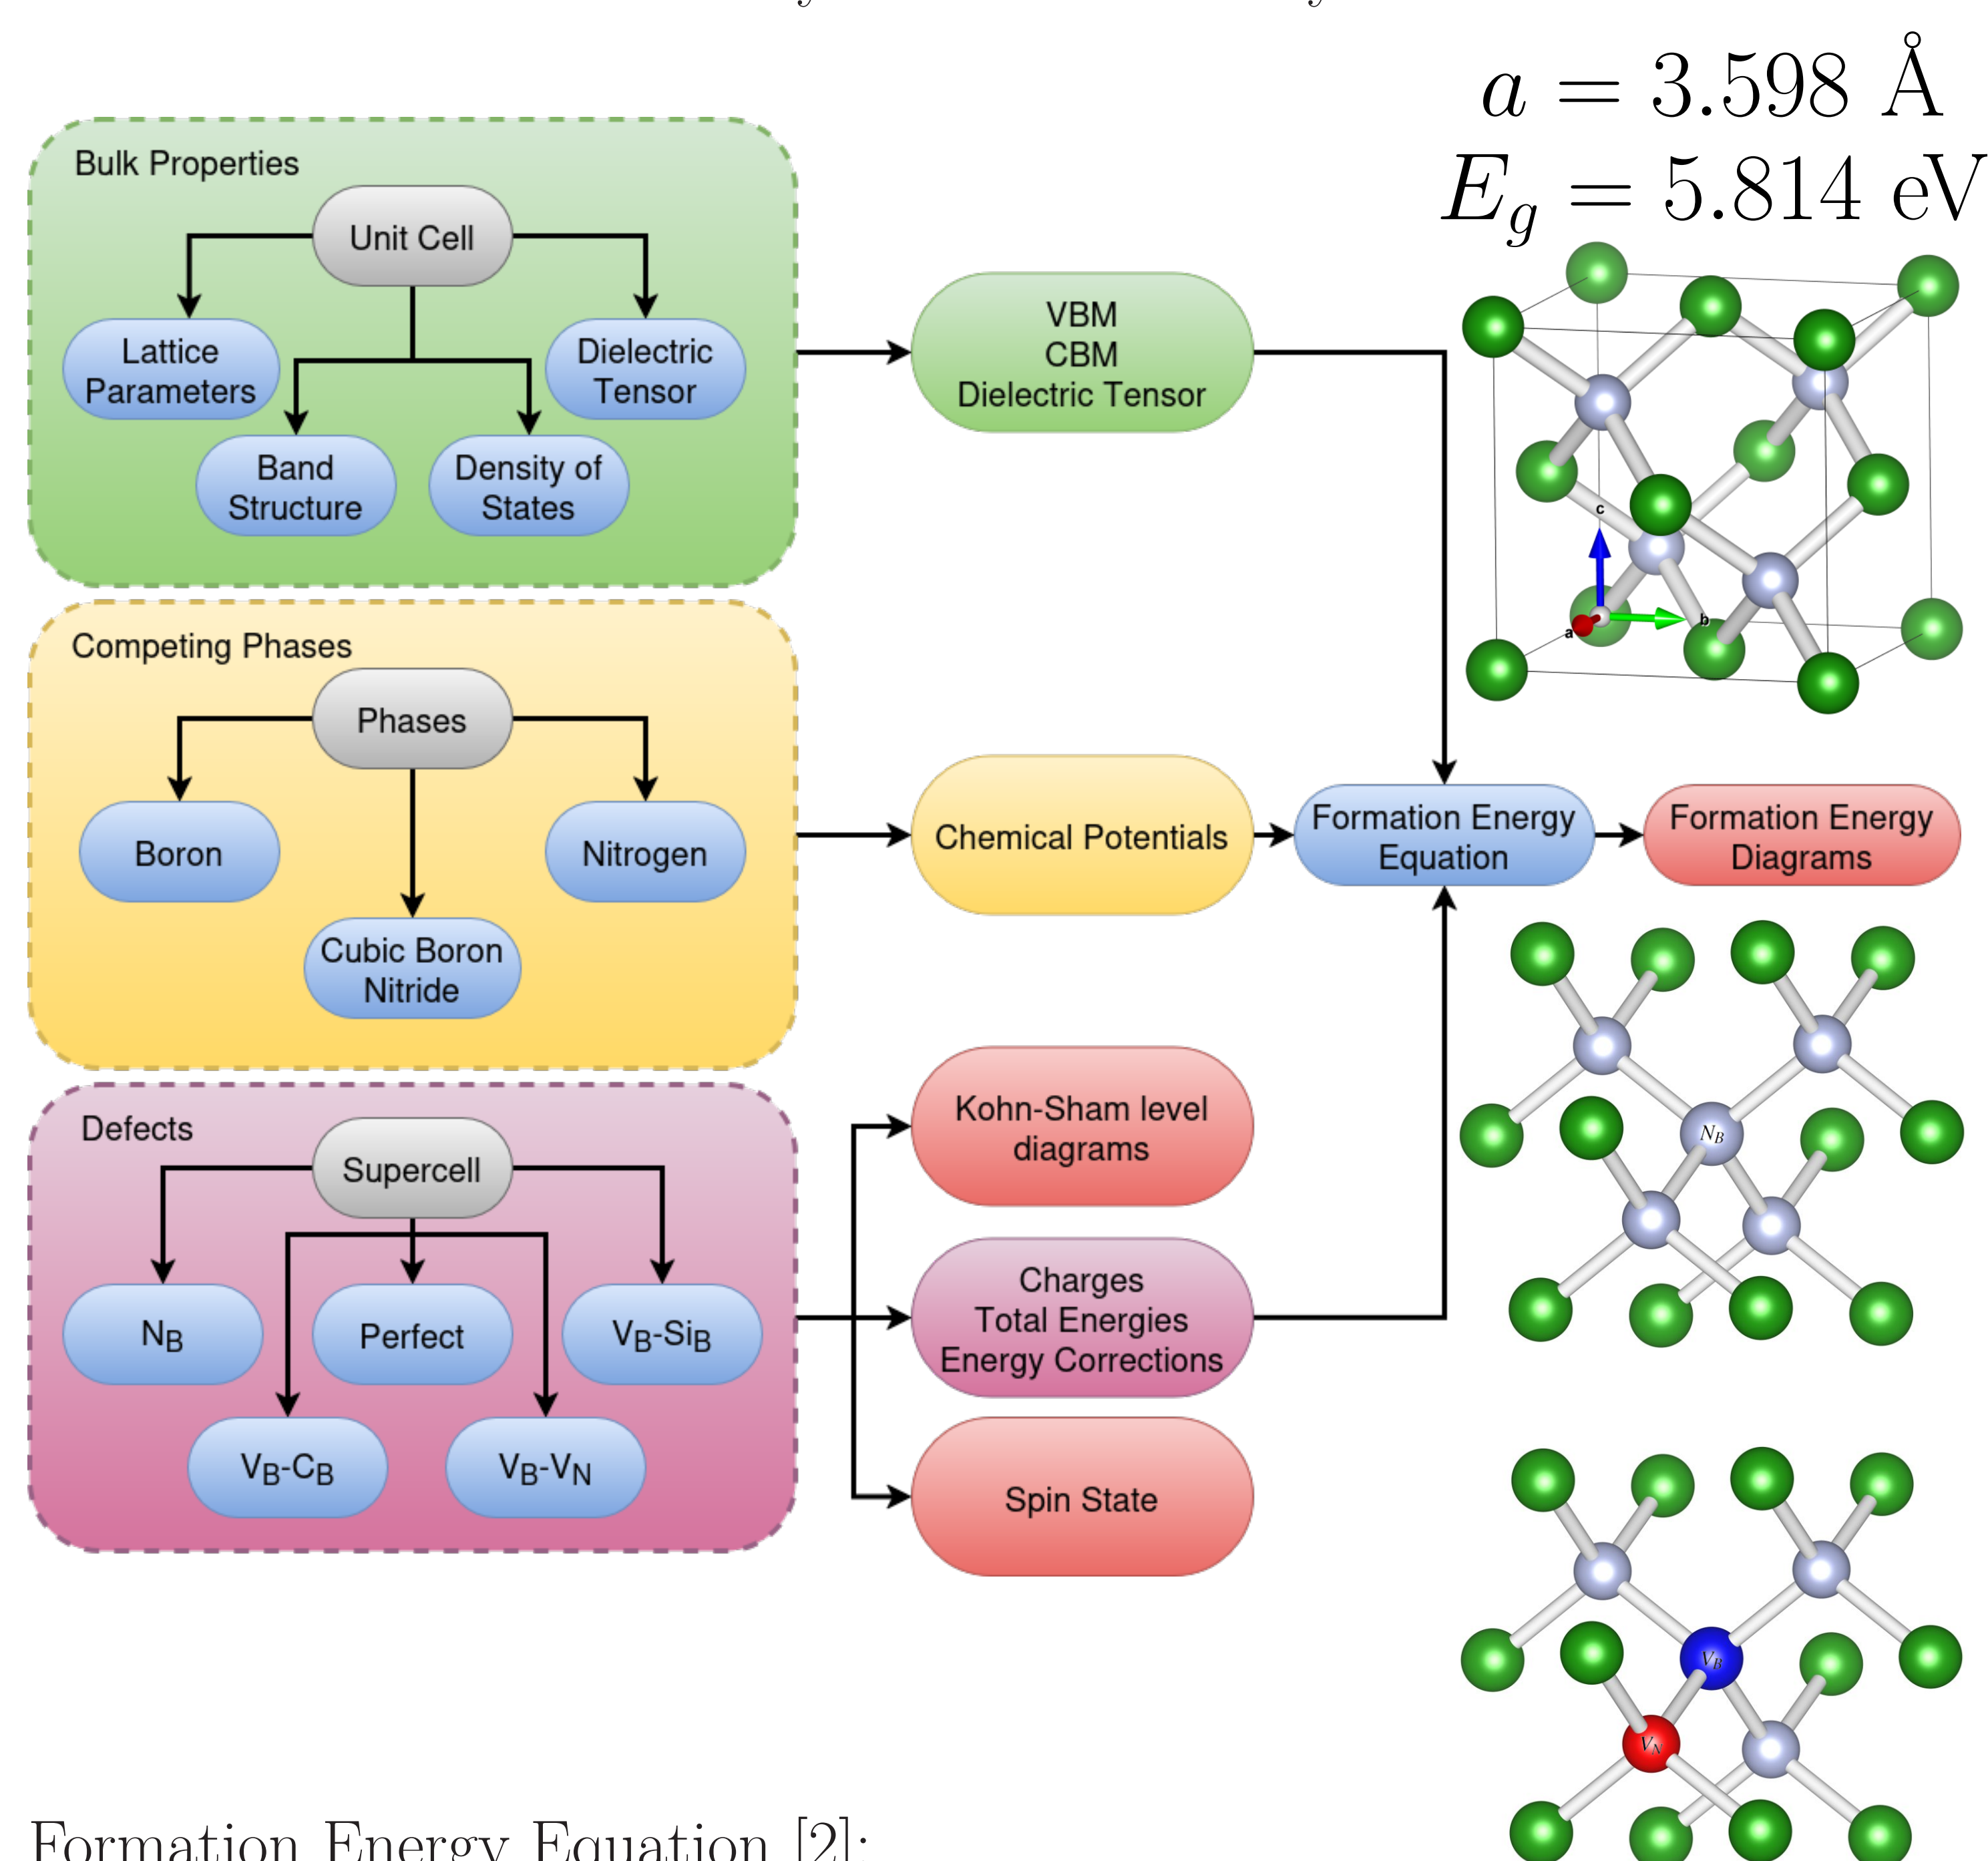 a = 3.598 Å
E_g = 5.814 eV
Bulk Properties
Unit Cell
Lattice
Parameters
Dielectric
Tensor
Band
Structure
Density of
States
VBM
CBM
Dielectric Tensor
c
a
b
Competing Phases
Phases
Boron
Nitrogen
Cubic Boron
Nitride
Chemical Potentials
Formation Energy
Equation
Formation Energy
Diagrams
Defects
Supercell
N_B
Perfect
V_B-Si_B
V_B-C_B
V_B-V_N
Kohn-Sham level
diagrams
Charges
Total Energies
Energy Corrections
Spin State
N_B
V_B
V_N
Formation Energy Equation [2]: